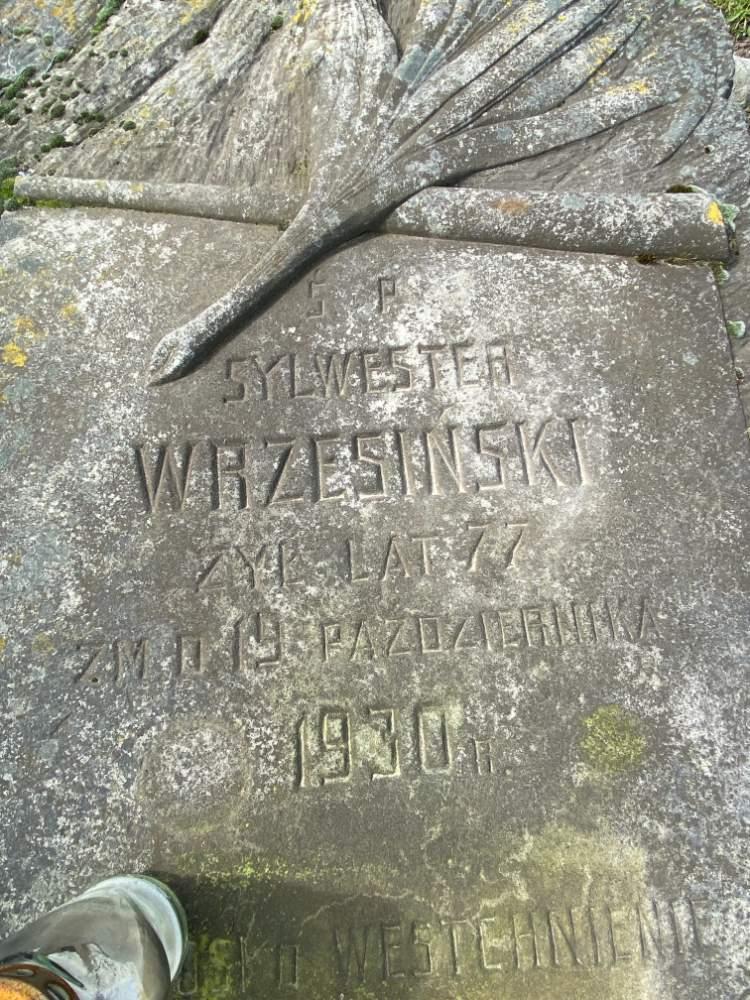 Ś P
SYLWESTER
WRZESIŃSKI
ŻYŁ LAT 77
ZM D 19 PAŹDZIERNIKA
1930 R.
WESTCHNIENIE